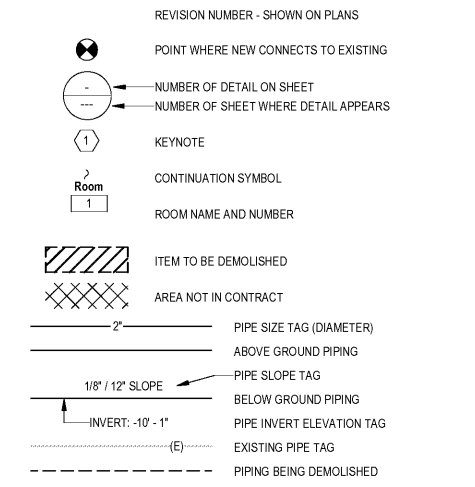 REVISION NUMBER - SHOWN ON PLANS
POINT WHERE NEW CONNECTS TO EXISTING
- NUMBER OF DETAIL ON SHEET
--- NUMBER OF SHEET WHERE DETAIL APPEARS
1 KEYNOTE
CONTINUATION SYMBOL
Room
1
ROOM NAME AND NUMBER
ITEM TO BE DEMOLISHED
AREA NOT IN CONTRACT
2" PIPE SIZE TAG (DIAMETER)
ABOVE GROUND PIPING
PIPE SLOPE TAG
1/8" / 12" SLOPE
BELOW GROUND PIPING
INVERT: -10' - 1" PIPE INVERT ELEVATION TAG
(E) EXISTING PIPE TAG
PIPING BEING DEMOLISHED